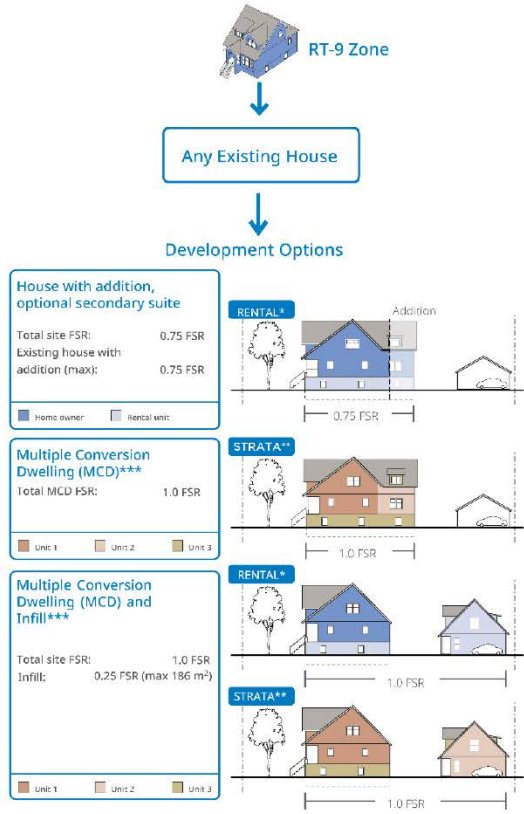 RT-9 Zone
Any Existing House
Development Options
House with addition,
optional secondary suite
Total site FSR: 0.75 FSR
Existing house with
addition (max): 0.75 FSR
Home owner Rental unit
RENTAL*
Addition
0.75 FSR
Multiple Conversion
Dwelling (MCD)***
Total MCD FSR: 1.0 FSR
Unit 1 Unit 2 Unit 3
STRATA**
1.0 FSR
Multiple Conversion
Dwelling (MCD) and
Infill***
Total site FSR: 1.0 FSR
Infill: 0.25 FSR (max 186 m²)
Unit 1 Unit 2 Unit 3
RENTAL*
1.0 FSR
STRATA**
1.0 FSR